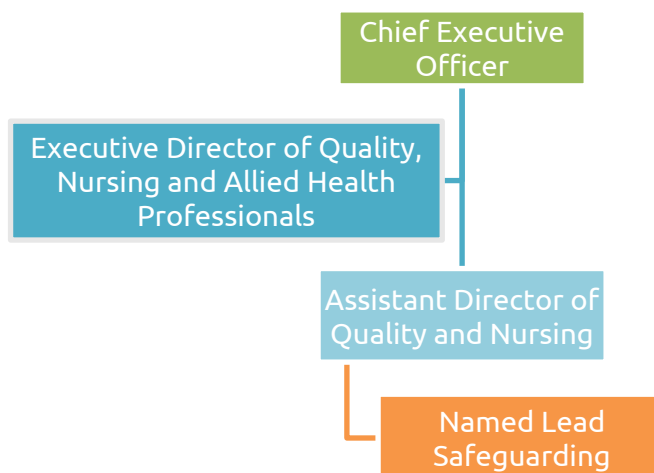 Chief Executive
Officer
Executive Director of Quality,
Nursing and Allied Health
Professionals
Assistant Director of
Quality and Nursing
Named Lead
Safeguarding